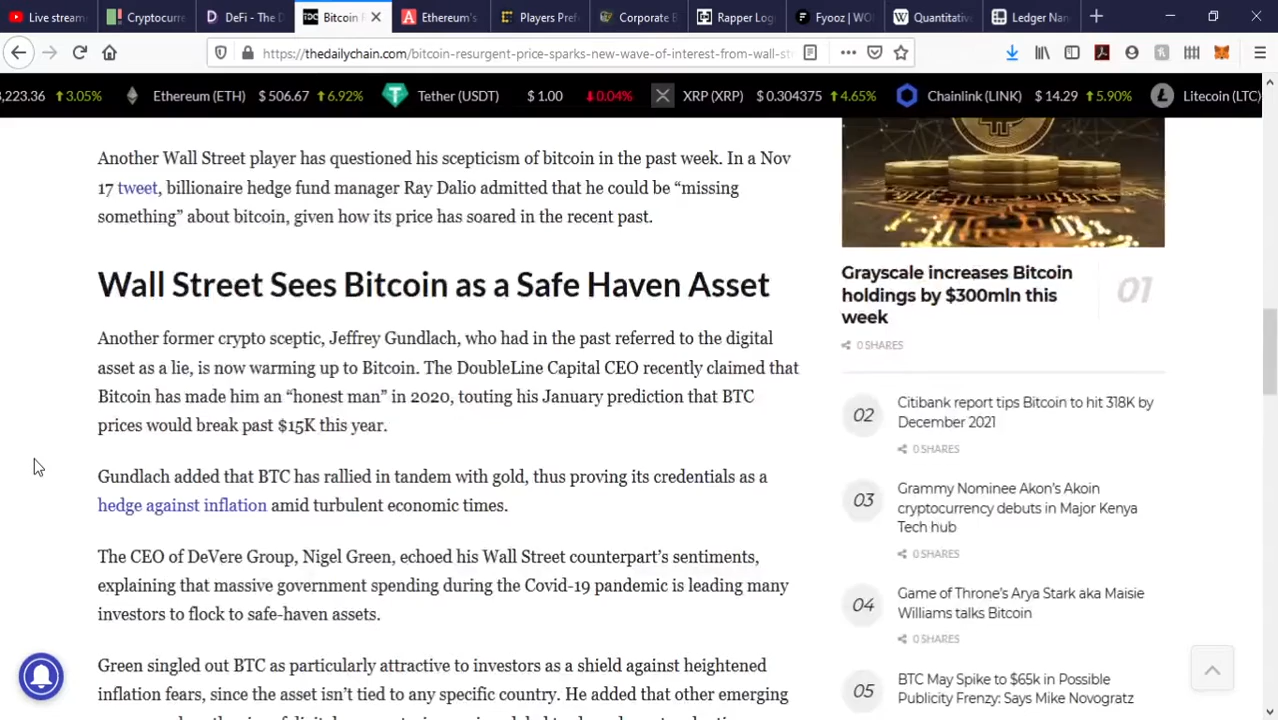 Live stream
Cryptocurre
DeFi - The D
Bitcoin
Ethereum's
Players Pref
Corporate B
Rapper Log
Fyooz | WO
Quantitativ
Ledger Nan
https://thedailychain.com/bitcoin-resurgent-price-sparks-new-wave-of-interest-from-wall-st
,223.36 3.05% Ethereum (ETH) $ 506.67 6.92% Tether (USDT) $ 1.00 0.04% XRP (XRP) $ 0.304375 4.65% Chainlink (LINK) $ 14.29 5.90% Litecoin (LTC)
Another Wall Street player has questioned his scepticism of bitcoin in the past week. In a Nov
17 tweet, billionaire hedge fund manager Ray Dalio admitted that he could be “missing
something” about bitcoin, given how its price has soared in the recent past.
Wall Street Sees Bitcoin as a Safe Haven Asset
Another former crypto sceptic, Jeffrey Gundlach, who had in the past referred to the digital
asset as a lie, is now warming up to Bitcoin. The DoubleLine Capital CEO recently claimed that
Bitcoin has made him an “honest man” in 2020, touting his January prediction that BTC
prices would break past $15K this year.
Gundlach added that BTC has rallied in tandem with gold, thus proving its credentials as a
hedge against inflation amid turbulent economic times.
The CEO of DeVere Group, Nigel Green, echoed his Wall Street counterpart’s sentiments,
explaining that massive government spending during the Covid-19 pandemic is leading many
investors to flock to safe-haven assets.
Green singled out BTC as particularly attractive to investors as a shield against heightened
inflation fears, since the asset isn’t tied to any specific country. He added that other emerging
Grayscale increases Bitcoin
holdings by $300mln this
week
01
0 SHARES
02
Citibank report tips Bitcoin to hit 318K by
December 2021
0 SHARES
03
Grammy Nominee Akon’s Akoin
cryptocurrency debuts in Major Kenya
Tech hub
0 SHARES
04
Game of Throne’s Arya Stark aka Maisie
Williams talks Bitcoin
0 SHARES
05
BTC May Spike to $65k in Possible
Publicity Frenzy: Says Mike Novogratz